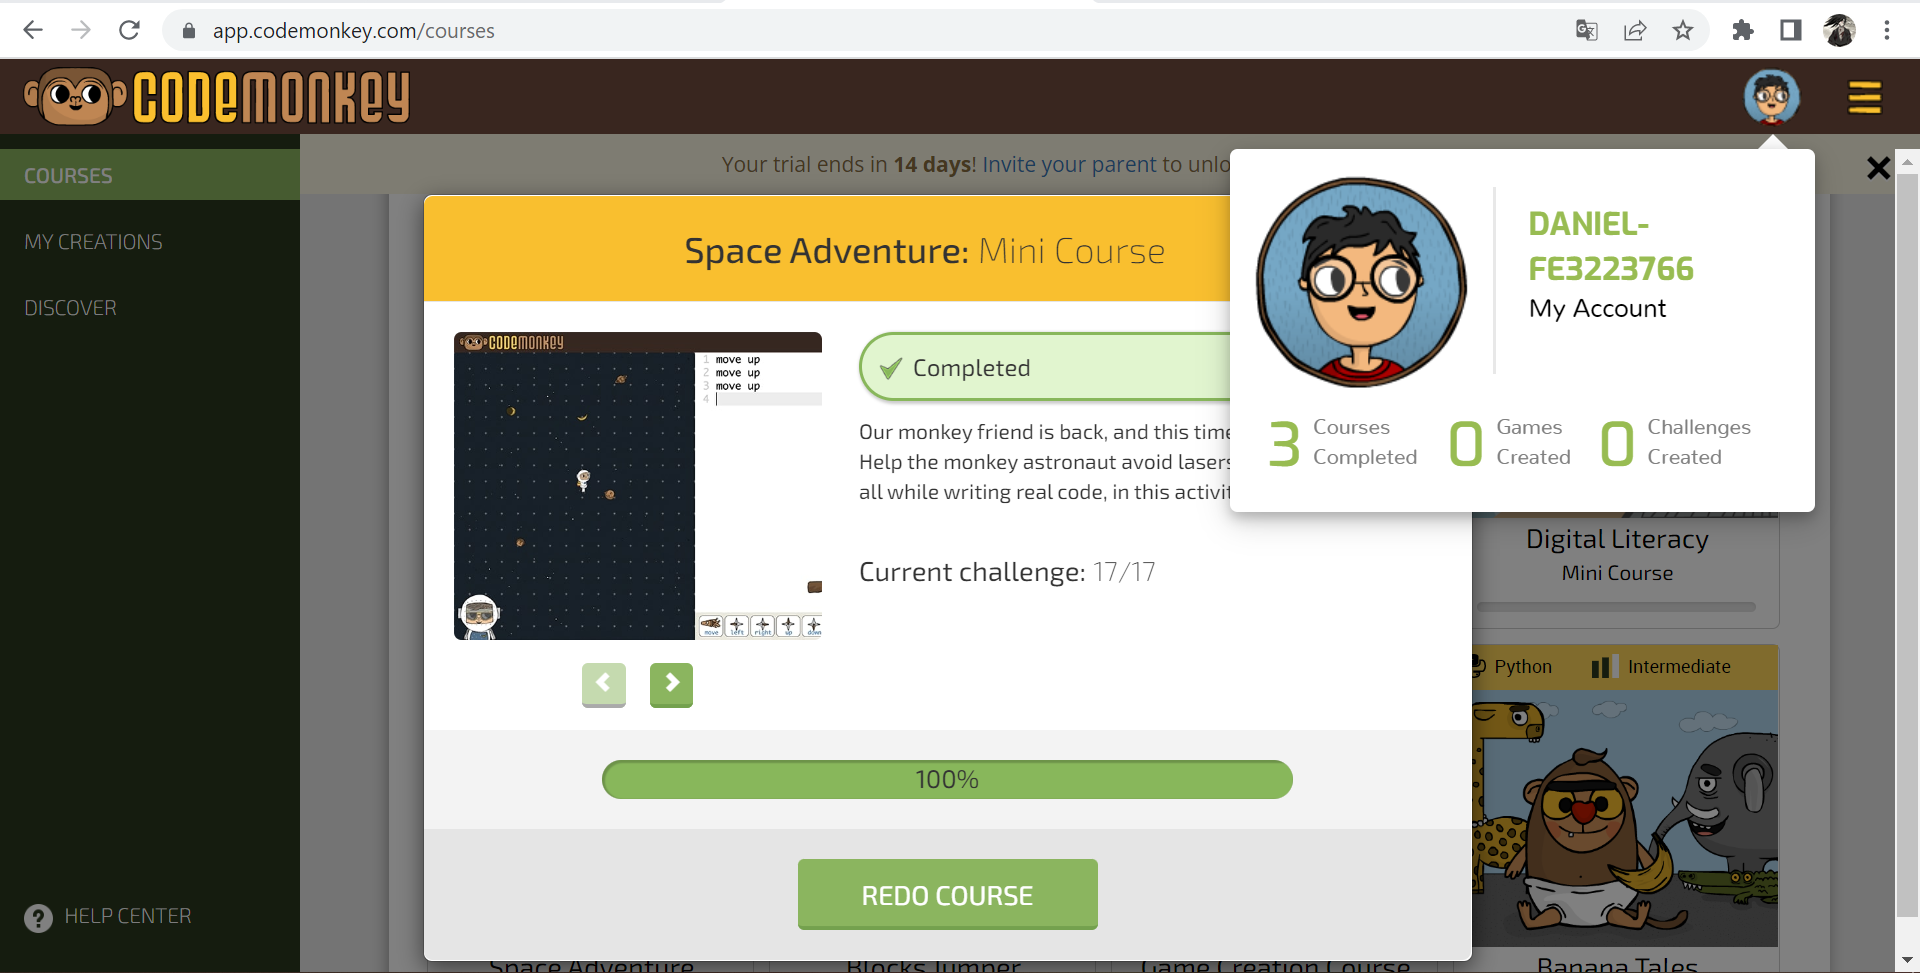 app.codemonkey.com/courses
CODEMONKEY
COURSES
MY CREATIONS
DISCOVER
HELP CENTER
Your trial ends in 14 days! Invite your parent to unlo
Space Adventure: Mini Course
CODEMONKEY
1 move up
2 move up
3 move up
4
move left right up down
Completed
Our monkey friend is back, and this time
Help the monkey astronaut avoid lasers
all while writing real code, in this activit
Current challenge: 17/17
100%
REDO COURSE
DANIEL-
FE3223766
My Account
3 Courses Completed
0 Games Created
0 Challenges Created
Digital Literacy
Mini Course
Python Intermediate
Space Adventure
Blocks Jumper
Game Creation Course
Banana Tales